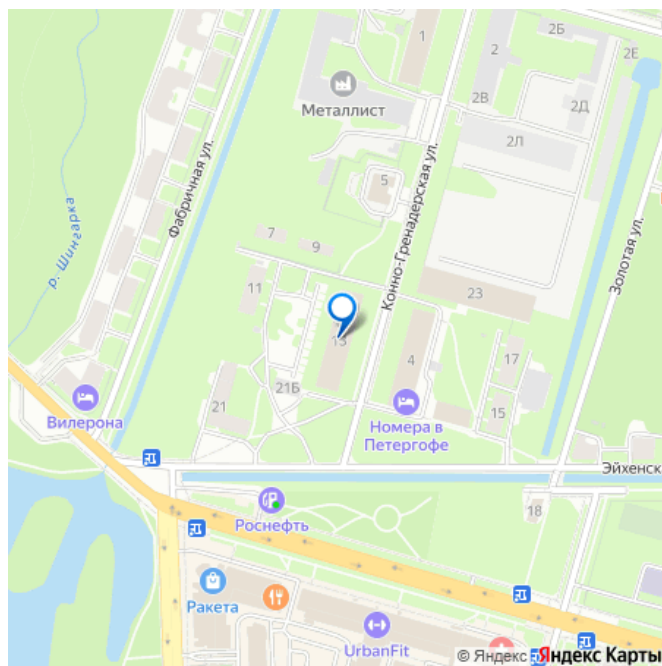 1
2
2Б
2Е
Металлист
2В
2Д
2Л
Фабричная ул.
5
Конно-Гренадерская ул.
р. Шингарка
7
9
Золотая ул.
11
23
13
4
17
21Б
21
15
Вилерона
Номера в
Петергофе
Эйхенск
Роснефть
18
Ракета
UrbanFit
© Яндекс Яндекс Карты